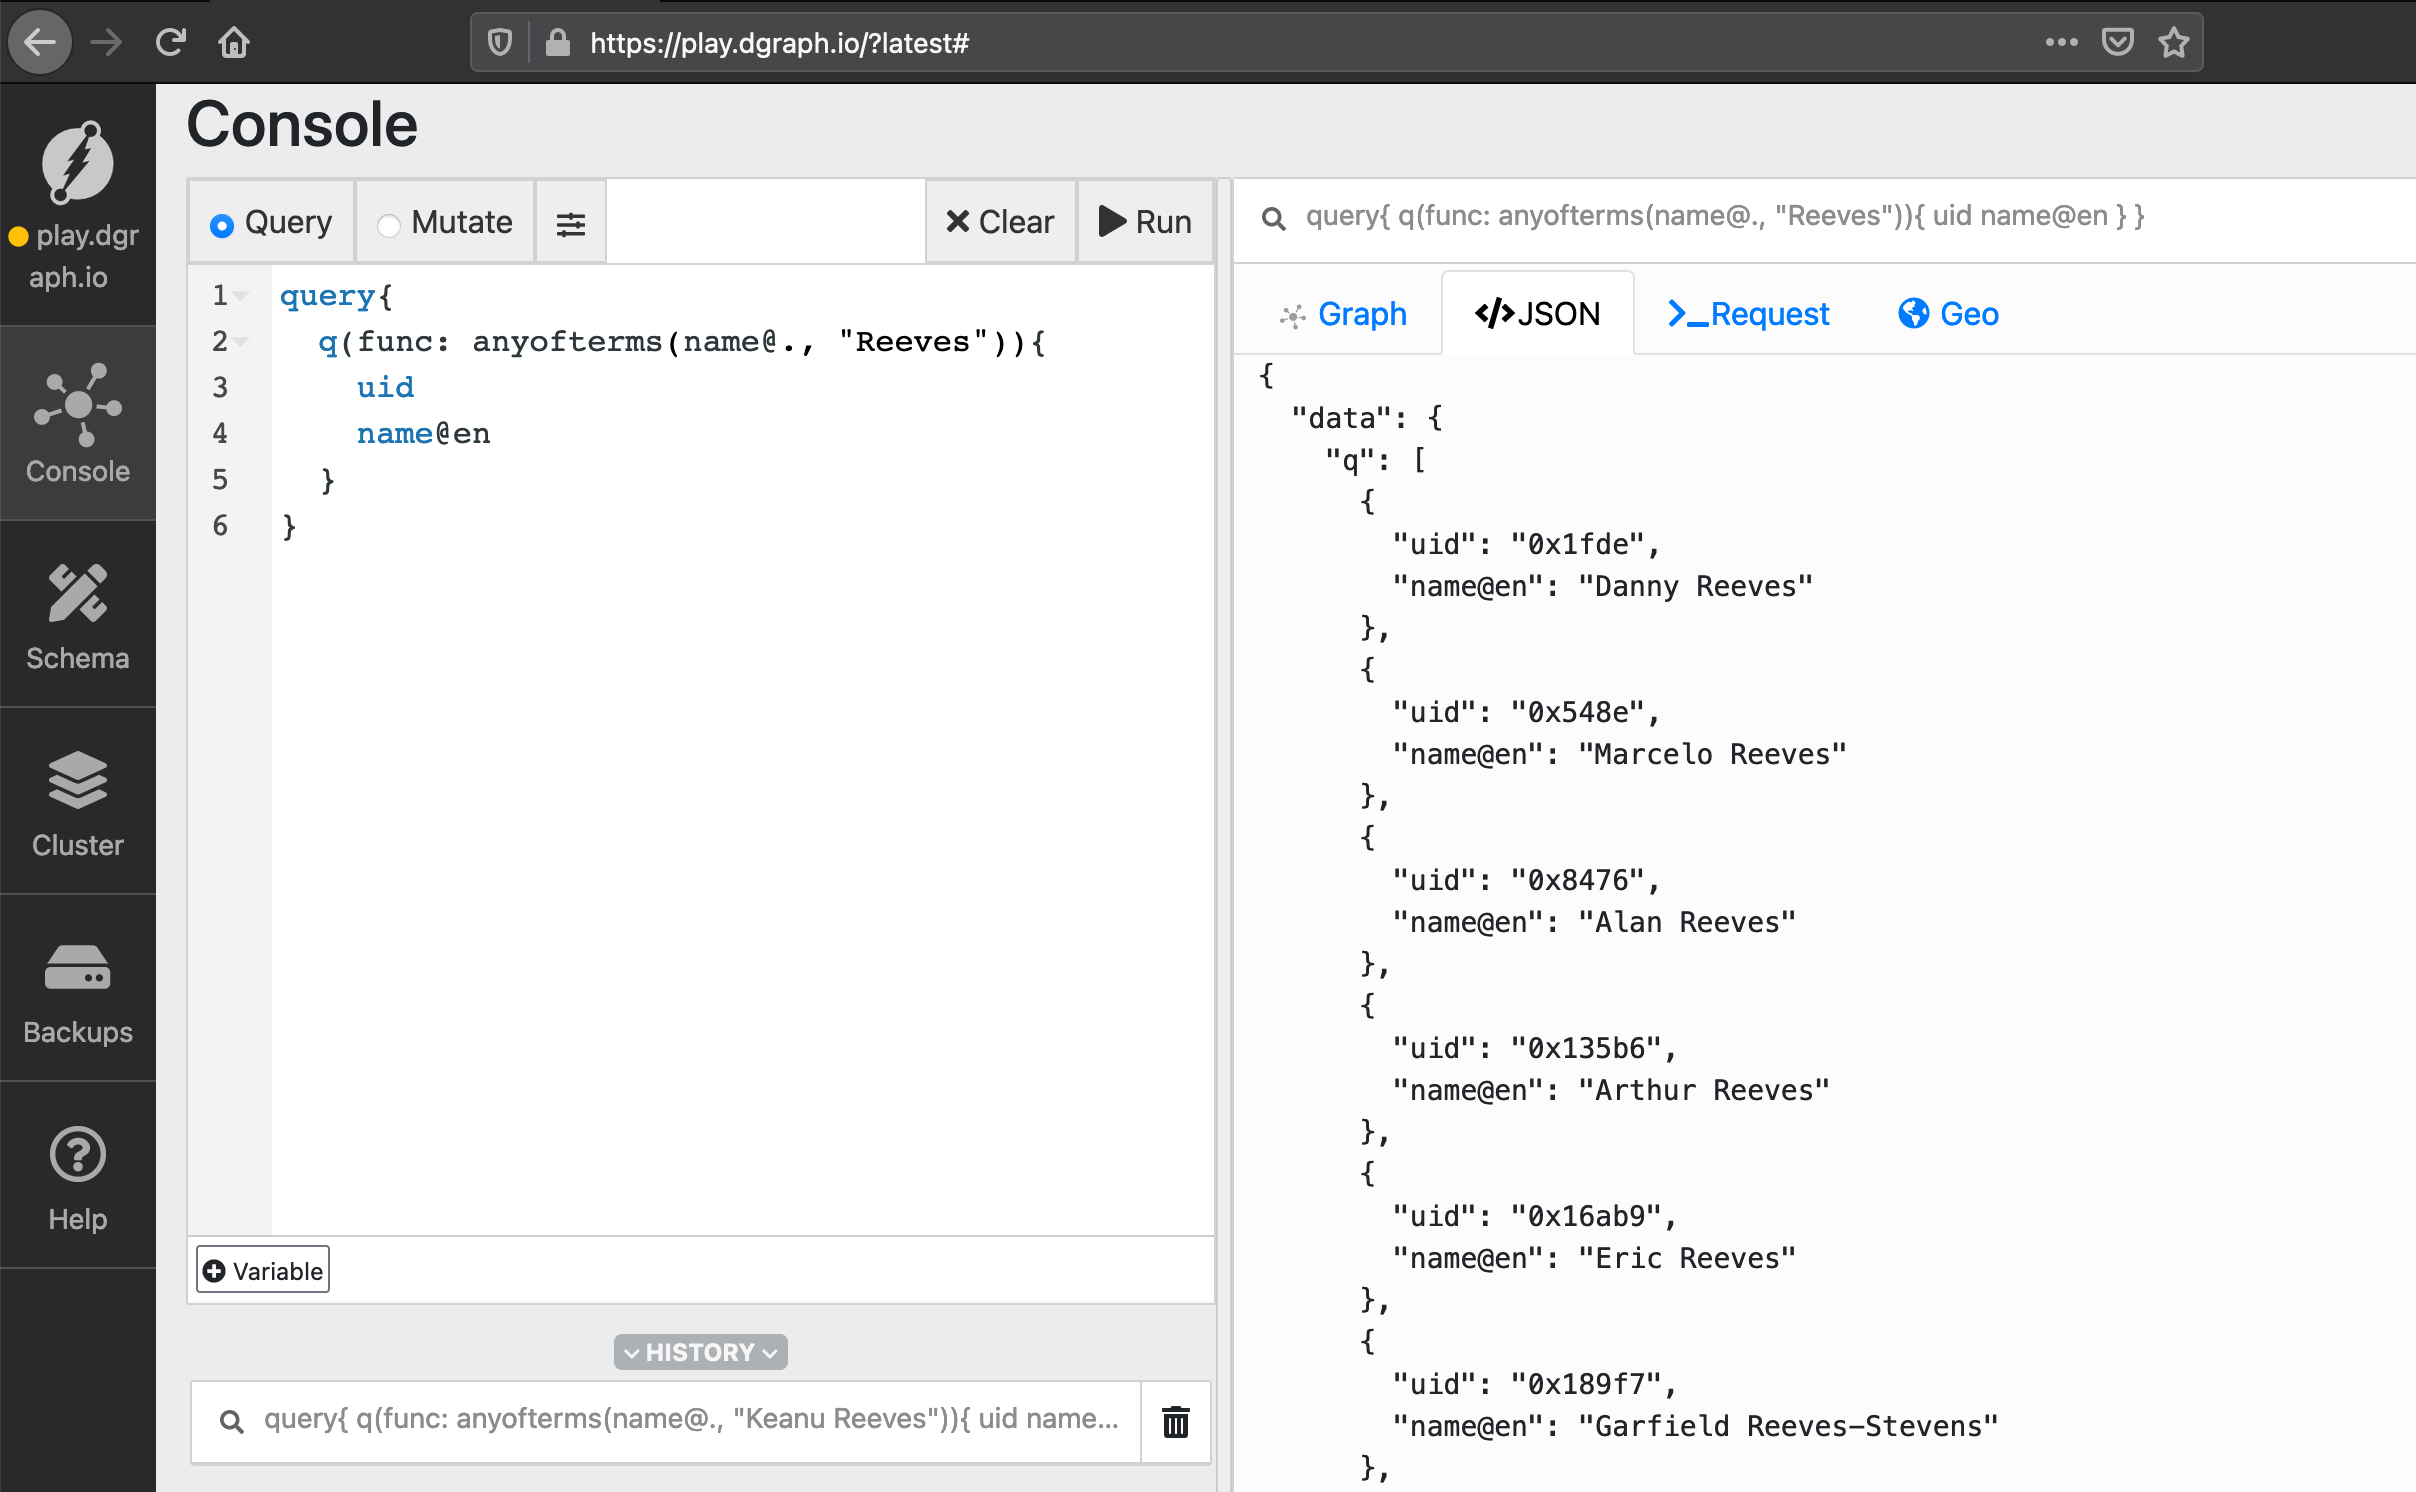 https://play.dgraph.io/?latest#
play.dgr
aph.io
Console
Schema
Cluster
Backups
Help
Console
Query
Mutate
Clear
Run
1 query{
2 q(func: anyofterms(name@., "Reeves")){
3 uid
4 name@en
5 }
6 }
Variable
HISTORY
query{ q(func: anyofterms(name@., "Keanu Reeves")){ uid name...
query{ q(func: anyofterms(name@., "Reeves")){ uid name@en } }
Graph
</>JSON
>_Request
Geo
{
"data": {
"q": [
{
"uid": "0x1fde",
"name@en": "Danny Reeves"
},
{
"uid": "0x548e",
"name@en": "Marcelo Reeves"
},
{
"uid": "0x8476",
"name@en": "Alan Reeves"
},
{
"uid": "0x135b6",
"name@en": "Arthur Reeves"
},
{
"uid": "0x16ab9",
"name@en": "Eric Reeves"
},
{
"uid": "0x189f7",
"name@en": "Garfield Reeves-Stevens"
},